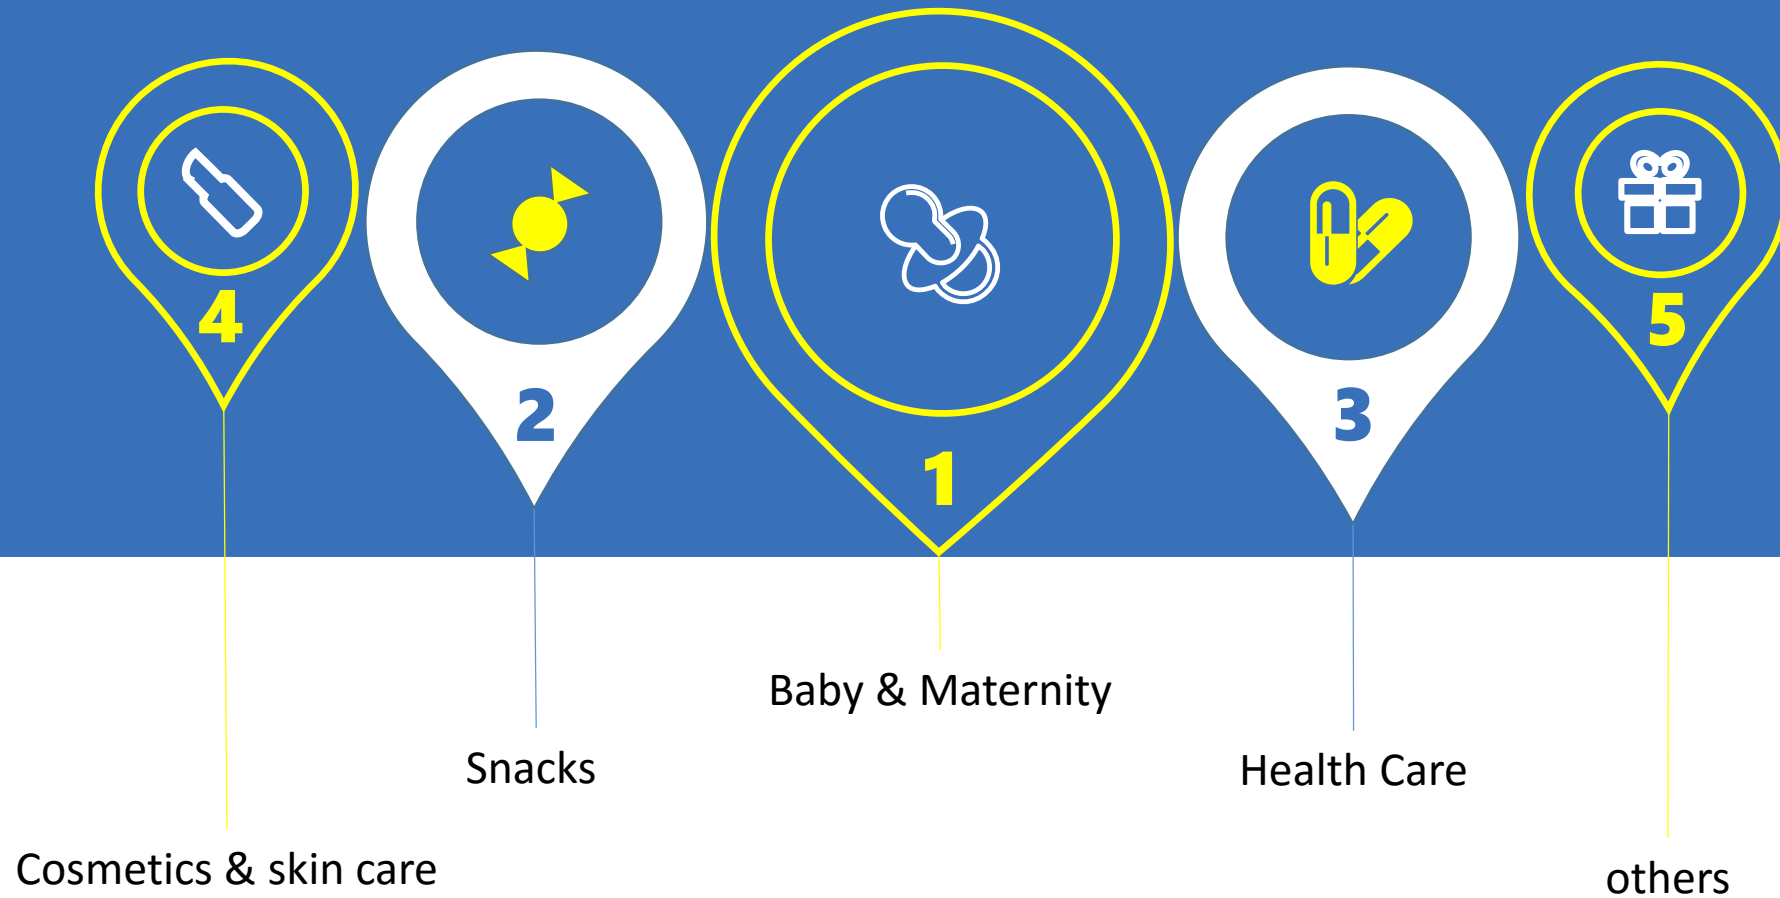 4
2
1
3
5
Baby & Maternity
Snacks
Health Care
Cosmetics & skin care
others